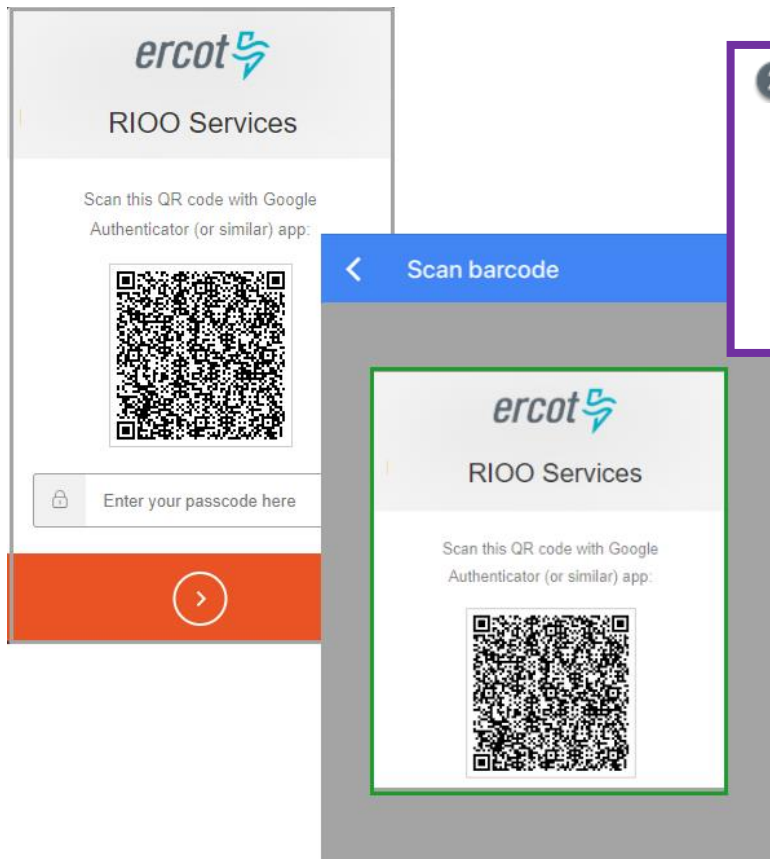 ercot
RIOO Services
Scan this QR code with Google
Authenticator (or similar) app:
Enter your passcode here
Scan barcode
ercot
RIOO Services
Scan this QR code with Google
Authenticator (or similar) app: